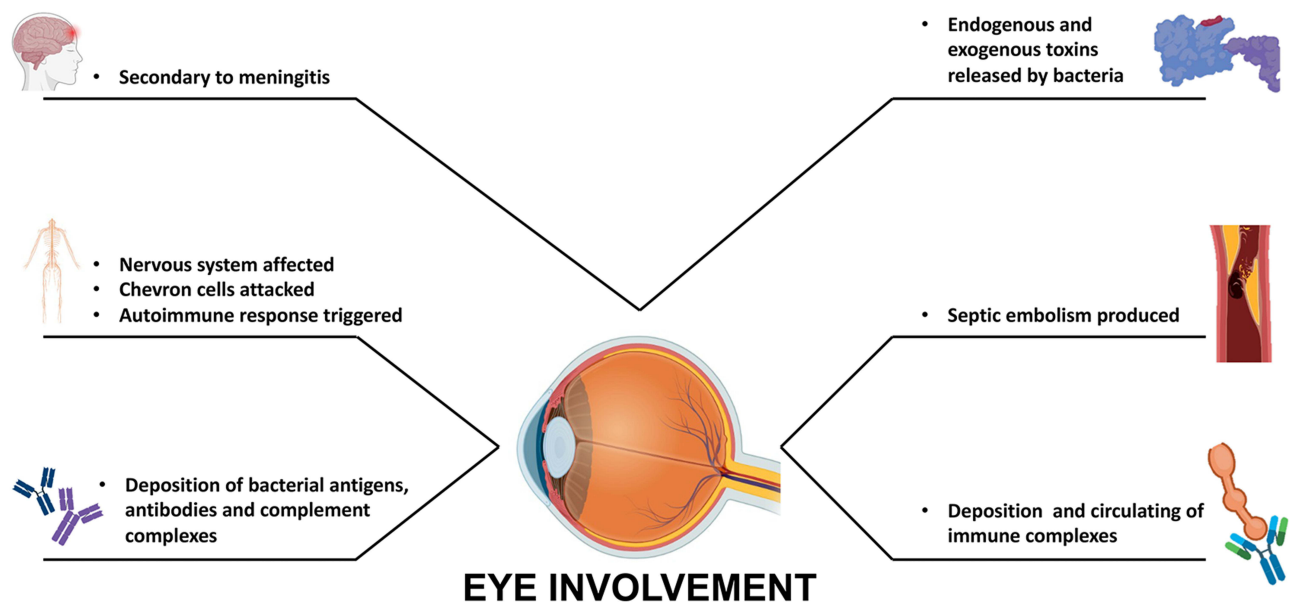 • Secondary to meningitis
• Endogenous and
exogenous toxins
released by bacteria
• Nervous system affected
• Chevron cells attacked
• Autoimmune response triggered
• Septic embolism produced
• Deposition of bacterial antigens,
antibodies and complement
complexes
• Deposition and circulating of
immune complexes
EYE INVOLVEMENT